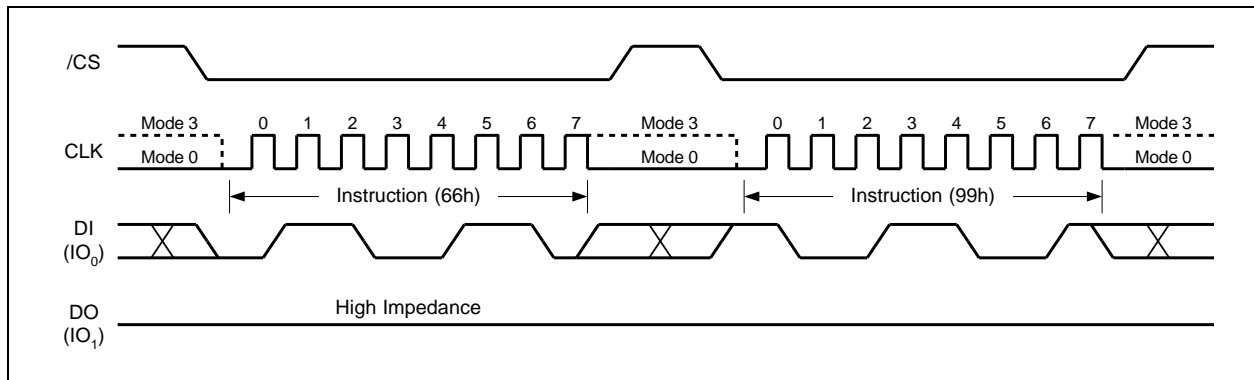 /CS
Mode 3 0 1 2 3 4 5 6 7 Mode 3 0 1 2 3 4 5 6 7 Mode 3
CLK Mode 0 Mode 0 Mode 0
Instruction (66h) Instruction (99h)
DI
(IO₀)
High Impedance
DO
(IO₁)